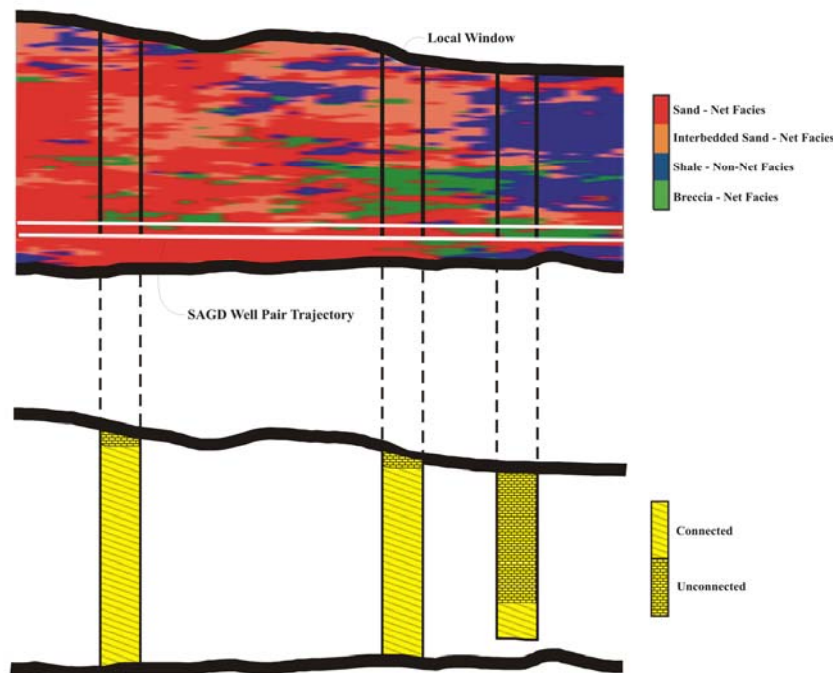 Local Window
Sand - Net Facies
Interbedded Sand - Net Facies
Shale - Non-Net Facies
Breccia - Net Facies
SAGD Well Pair Trajectory
Connected
Unconnected